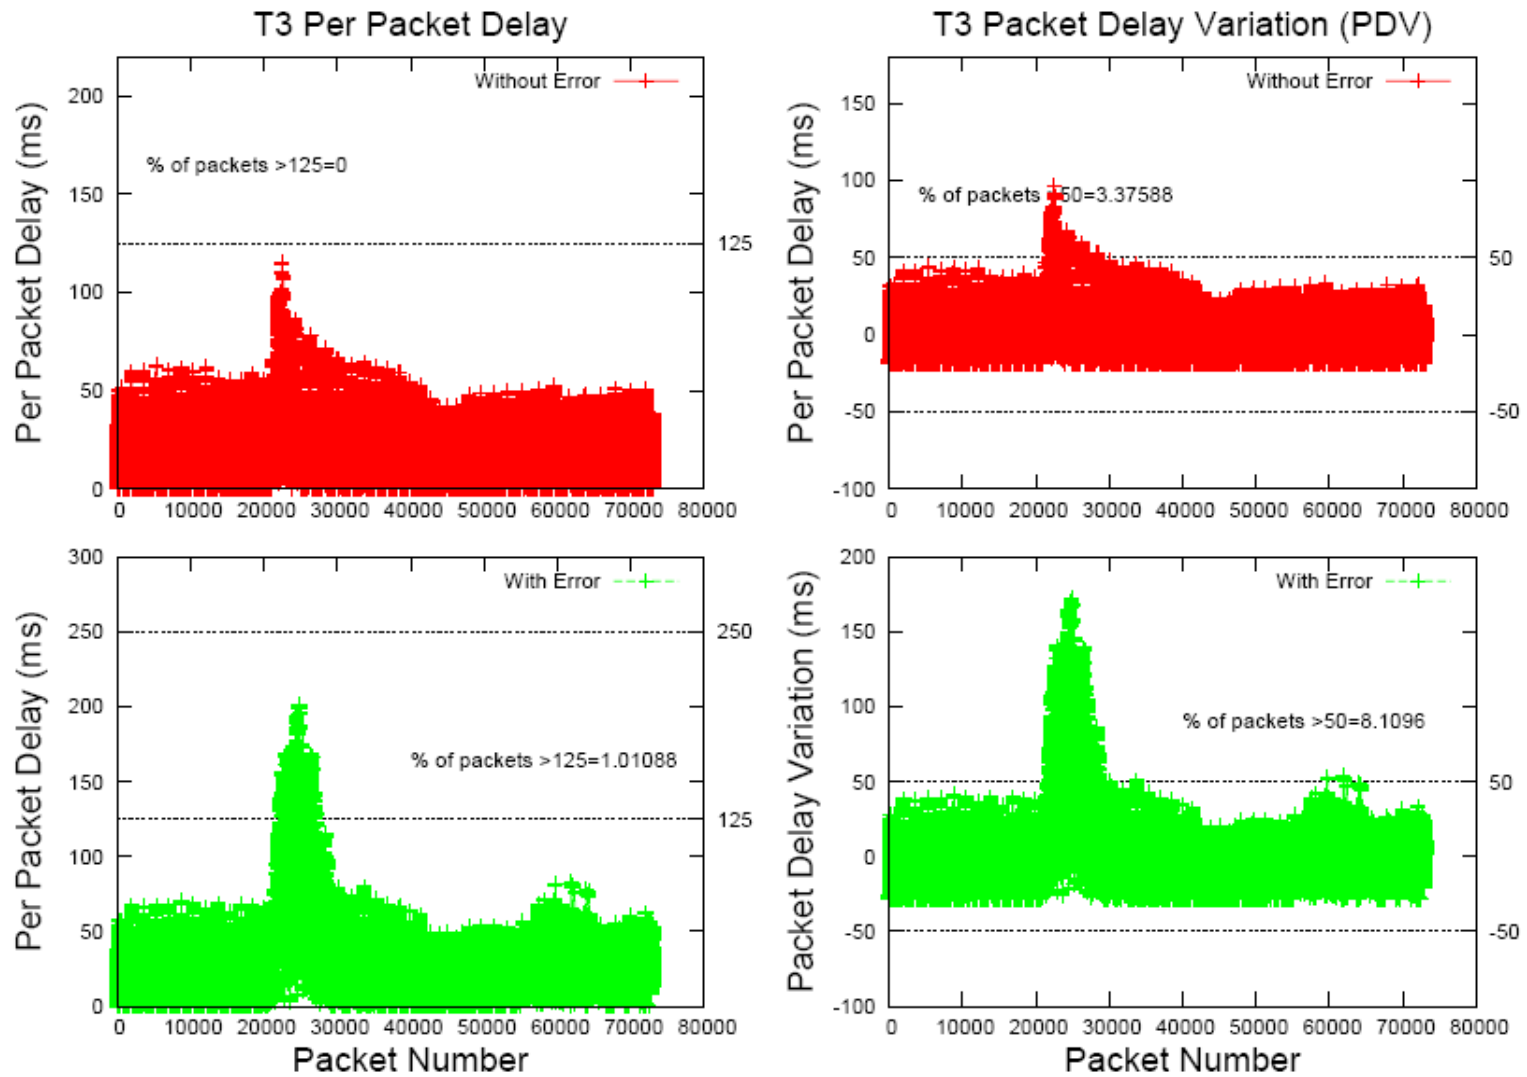 T3 Per Packet Delay
Per Packet Delay (ms)
Without Error
% of packets >125=0
200
150
100
50
0
125
0 10000 20000 30000 40000 50000 60000 70000 80000
T3 Packet Delay Variation (PDV)
Per Packet Delay (ms)
Without Error
% of packets 50=3.37588
150
100
50
0
-50
-100
50
-50
0 10000 20000 30000 40000 50000 60000 70000 80000
Per Packet Delay (ms)
With Error
% of packets >125=1.01088
300
250
200
150
100
50
0
250
125
0 10000 20000 30000 40000 50000 60000 70000 80000
Packet Number
Packet Delay Variation (ms)
With Error
% of packets >50=8.1096
200
150
100
50
0
-50
-100
50
-50
0 10000 20000 30000 40000 50000 60000 70000 80000
Packet Number